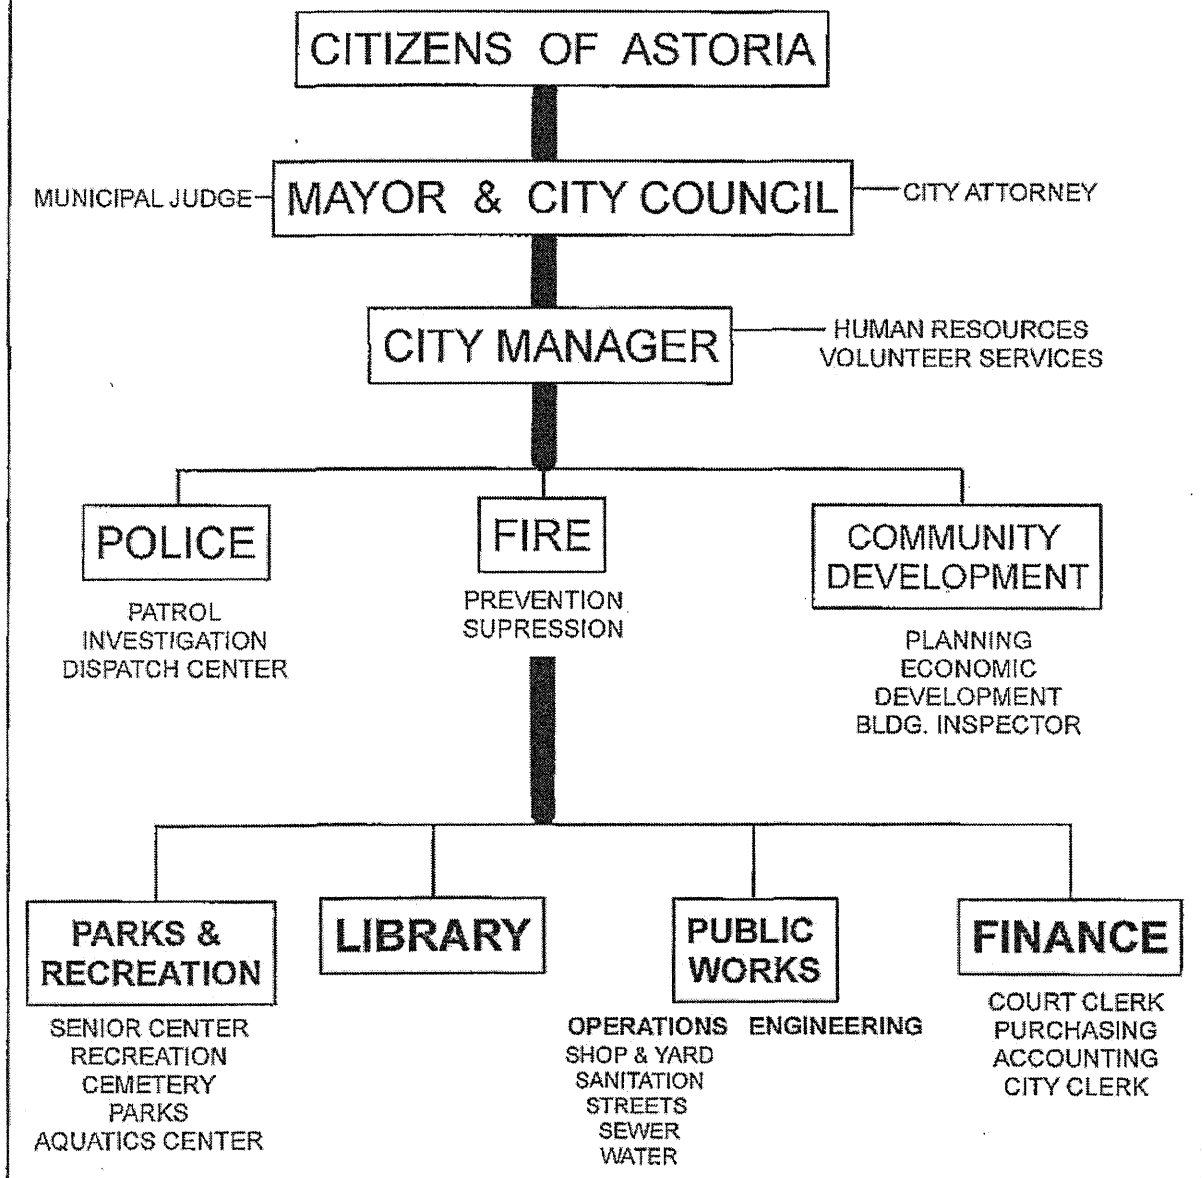 CITIZENS OF ASTORIA
MUNICIPAL JUDGE
MAYOR & CITY COUNCIL
CITY ATTORNEY
CITY MANAGER
HUMAN RESOURCES
VOLUNTEER SERVICES
POLICE
PATROL
INVESTIGATION
DISPATCH CENTER
FIRE
PREVENTION
SUPRESSION
COMMUNITY
DEVELOPMENT
PLANNING
ECONOMIC
DEVELOPMENT
BLDG. INSPECTOR
PARKS &
RECREATION
SENIOR CENTER
RECREATION
CEMETERY
PARKS
AQUATICS CENTER
LIBRARY
PUBLIC
WORKS
OPERATIONS ENGINEERING
SHOP & YARD
SANITATION
STREETS
SEWER
WATER
FINANCE
COURT CLERK
PURCHASING
ACCOUNTING
CITY CLERK